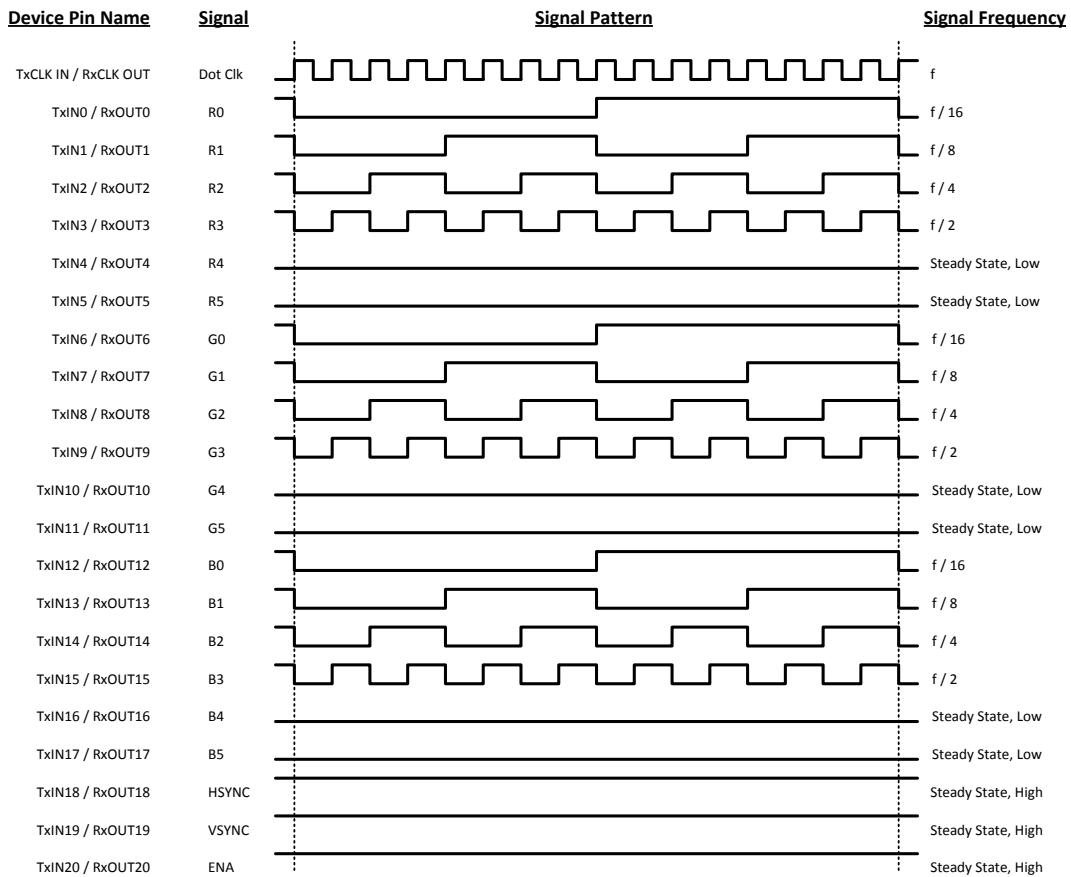 Device Pin Name Signal Signal Pattern Signal Frequency
TxCLK IN / RxCLK OUT Dot Clk f
TxIN0 / RxOUT0 R0 f / 16
TxIN1 / RxOUT1 R1 f / 8
TxIN2 / RxOUT2 R2 f / 4
TxIN3 / RxOUT3 R3 f / 2
TxIN4 / RxOUT4 R4 Steady State, Low
TxIN5 / RxOUT5 R5 Steady State, Low
TxIN6 / RxOUT6 G0 f / 16
TxIN7 / RxOUT7 G1 f / 8
TxIN8 / RxOUT8 G2 f / 4
TxIN9 / RxOUT9 G3 f / 2
TxIN10 / RxOUT10 G4 Steady State, Low
TxIN11 / RxOUT11 G5 Steady State, Low
TxIN12 / RxOUT12 B0 f / 16
TxIN13 / RxOUT13 B1 f / 8
TxIN14 / RxOUT14 B2 f / 4
TxIN15 / RxOUT15 B3 f / 2
TxIN16 / RxOUT16 B4 Steady State, Low
TxIN17 / RxOUT17 B5 Steady State, Low
TxIN18 / RxOUT18 HSYNC Steady State, High
TxIN19 / RxOUT19 VSYNC Steady State, High
TxIN20 / RxOUT20 ENA Steady State, High